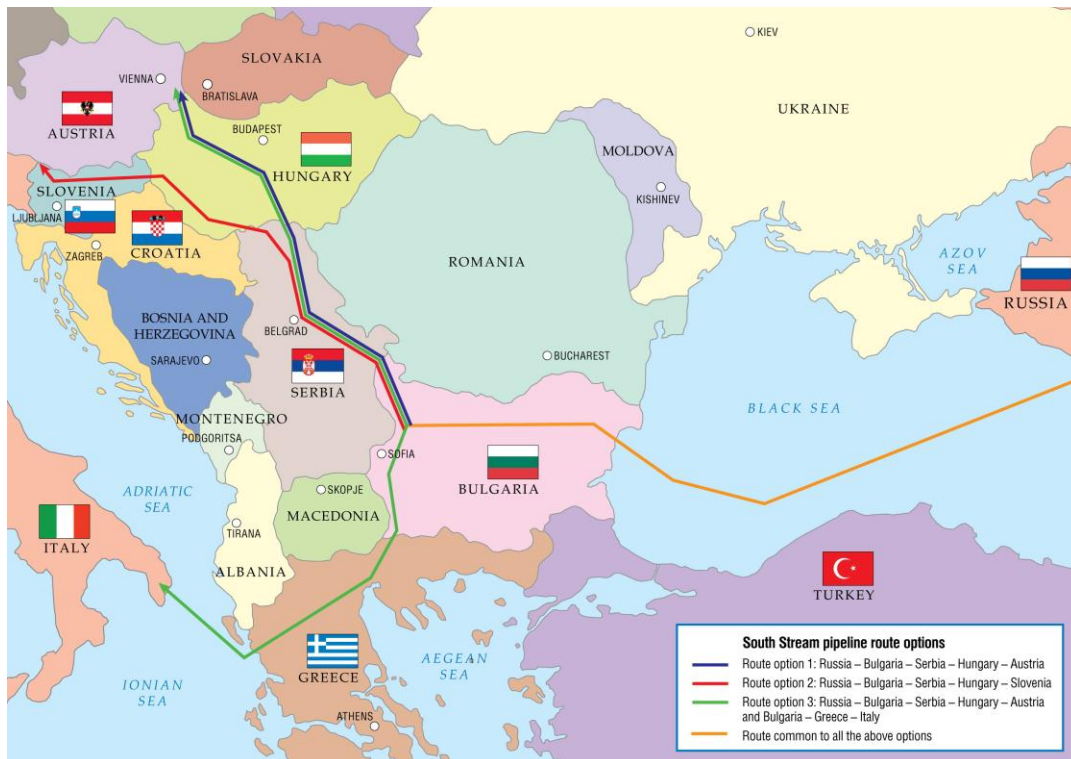 KIEV
SLOVAKIA
VIENNA
BRATISLAVA
UKRAINE
AUSTRIA
BUDAPEST
HUNGARY
MOLDOVA
KISHINEV
SLOVENIA
LJUBLJANA
CROATIA
ZAGREB
ROMANIA
AZOV
SEA
RUSSIA
BOSNIA AND
HERZEGOVINA
SARAJEVO
BELGRAD
SERBIA
BUCHAREST
BLACK SEA
MONTENEGRO
PODGORITSA
SOFIA
BULGARIA
ADRIATIC
SEA
SKOPJE
MACEDONIA
ITALY
TIRANA
ALBANIA
TURKEY
GREECE
AEGEAN
SEA
IONIAN
SEA
ATHENS
South Stream pipeline route options
Route option 1: Russia – Bulgaria – Serbia – Hungary – Austria
Route option 2: Russia – Bulgaria – Serbia – Hungary – Slovenia
Route option 3: Russia – Bulgaria – Serbia – Hungary – Austria
and Bulgaria – Greece – Italy
Route common to all the above options